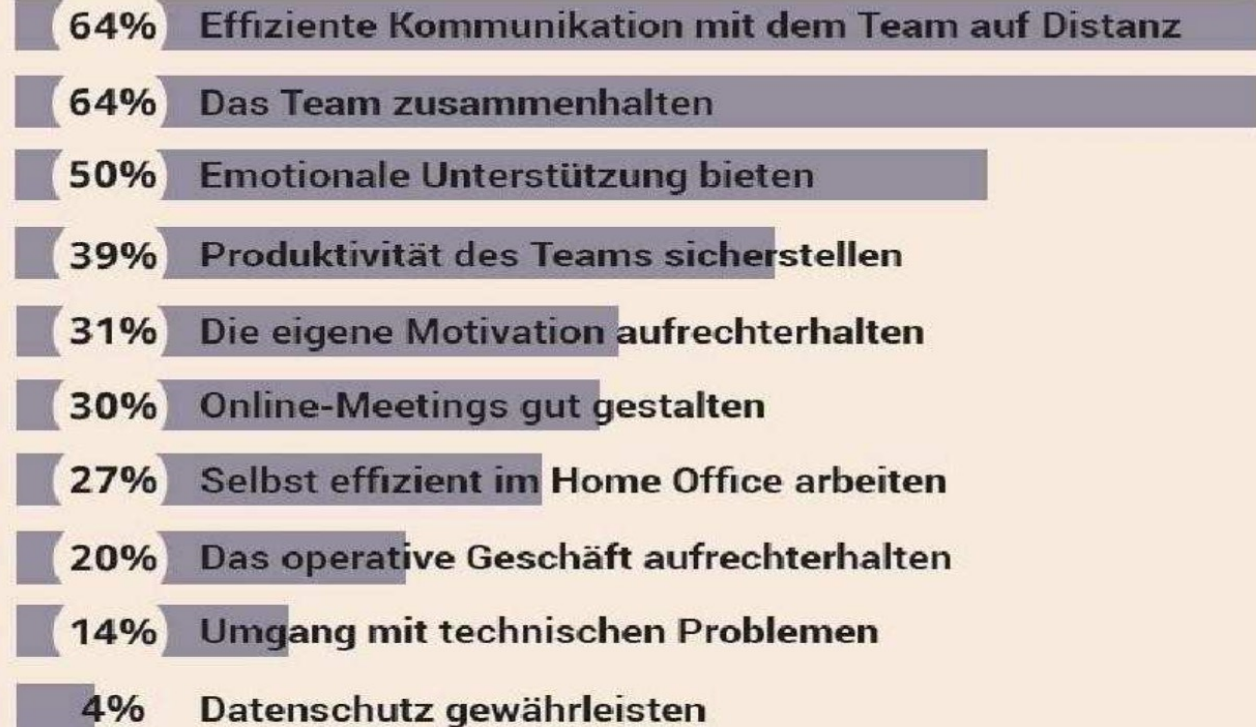 64% Effiziente Kommunikation mit dem Team auf Distanz
64% Das Team zusammenhalten
50% Emotionale Unterstützung bieten
39% Produktivität des Teams sicherstellen
31% Die eigene Motivation aufrechterhalten
30% Online-Meetings gut gestalten
27% Selbst effizient im Home Office arbeiten
20% Das operative Geschäft aufrechterhalten
14% Umgang mit technischen Problemen
4% Datenschutz gewährleisten